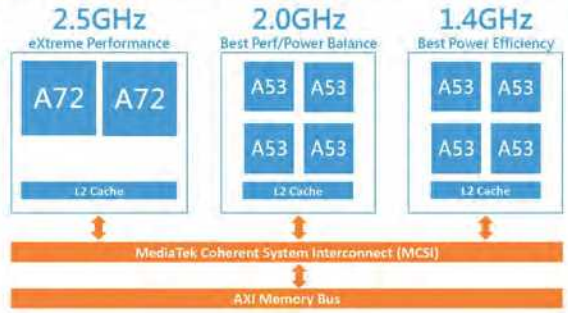 2.5GHz
eXtreme Performance
A72 A72
L2 Cache
2.0GHz
Best Perf/Power Balance
A53 A53
A53 A53
L2 Cache
1.4GHz
Best Power Efficiency
A53 A53
A53 A53
L2 Cache
MediaTek Coherent System Interconnect (MCSI)
AXI Memory Bus